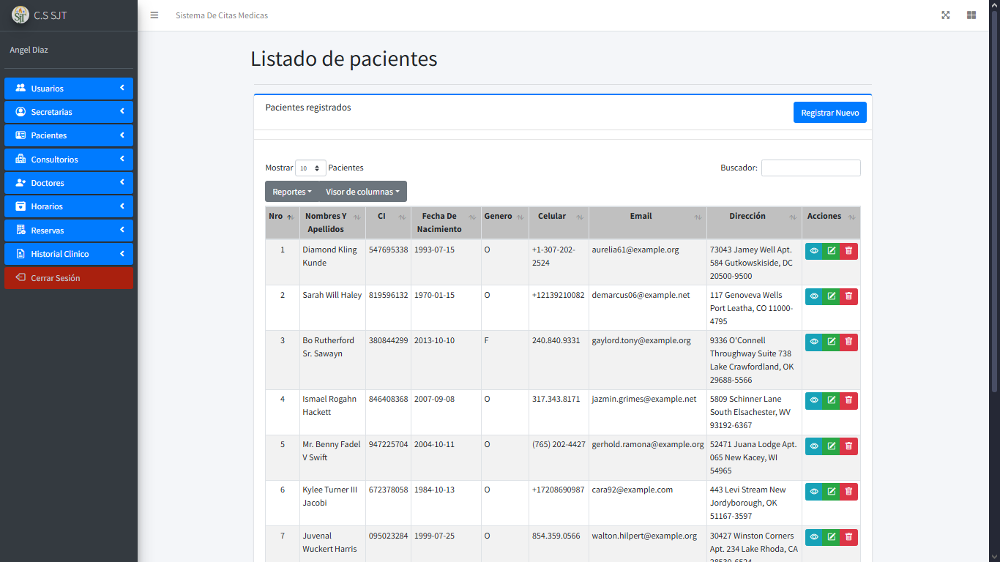 C.S SJT
Sistema De Citas Medicas
Angel Diaz
Usuarios
Secretarias
Pacientes
Consultorios
Doctores
Horarios
Reservas
Historial Clinico
Cerrar Sesión
Listado de pacientes
Pacientes registrados
Registrar Nuevo
Mostrar 10 Pacientes
Buscador:
Reportes Visor de columnas
Nro Nombres Y Apellidos CI Fecha De Nacimiento Genero Celular Email Dirección Acciones
1 Diamond Kling Kunde 547695338 1993-07-15 O +1-307-202-2524 aurelia61@example.org 73043 Jamey Well Apt. 584 Gutkowskiside, DC 20500-9500
2 Sarah Will Haley 819596132 1970-01-15 O +12139210082 demarcus06@example.net 117 Genoveva Wells Port Leatha, CO 11000-4795
3 Bo Rutherford Sr. Sawayn 380844299 2013-10-10 F 240.840.9331 gaylord.tony@example.org 9336 O'Connell Throughway Suite 738 Lake Crawfordland, OK 29688-5566
4 Ismael Rogahn Hackett 846408368 2007-09-08 O 317.343.8171 jazmin.grimes@example.net 5809 Schinner Lane South Elsachester, WV 93192-6367
5 Mr. Benny Fadel V Swift 947225704 2004-10-11 O (765) 202-4427 gerhold.ramona@example.org 52471 Juana Lodge Apt. 065 New Kacey, WI 54965
6 Kylee Turner III Jacobi 672378058 1984-10-13 O +17208690987 cara92@example.com 443 Levi Stream New Jordyborough, OK 51167-3597
7 Juvenal Wuckert Harris 095023284 1999-07-25 O 854.359.0566 walton.hilpert@example.org 30427 Winston Corners Apt. 234 Lake Rhoda, CA